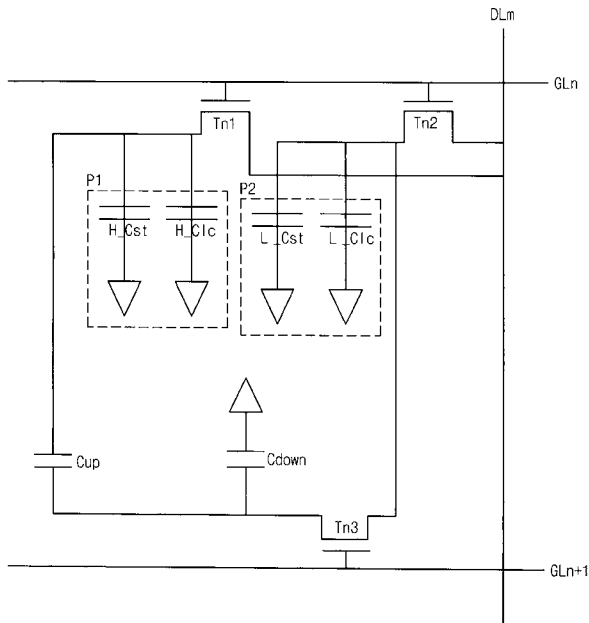 DLm
GLn
Tn1
Tn2
P1
P2
H_Cst
H_Clc
L_Cst
L_Clc
Cup
Cdown
Tn3
GLn+1